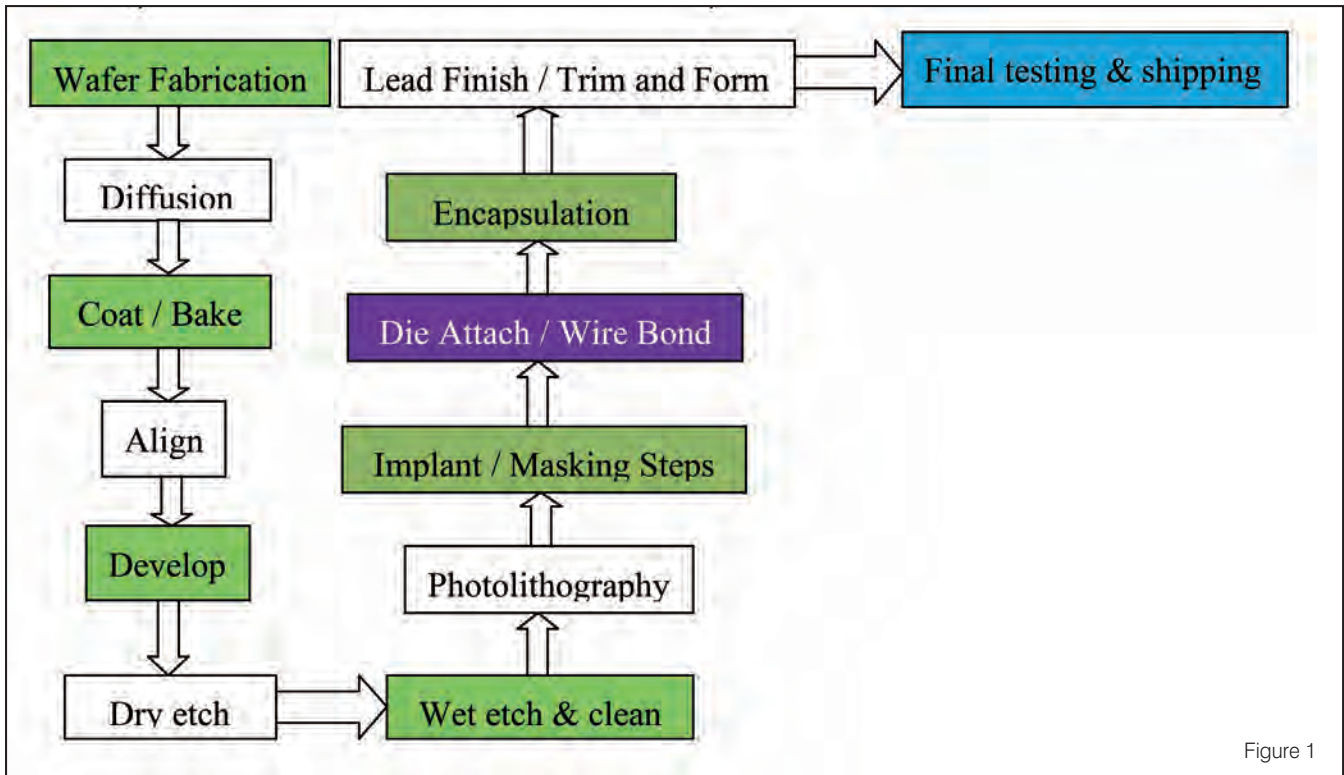 Wafer Fabrication
Diffusion
Coat / Bake
Align
Develop
Dry etch
Wet etch & clean
Photolithography
Implant / Masking Steps
Die Attach / Wire Bond
Encapsulation
Lead Finish / Trim and Form
Final testing & shipping
Figure 1